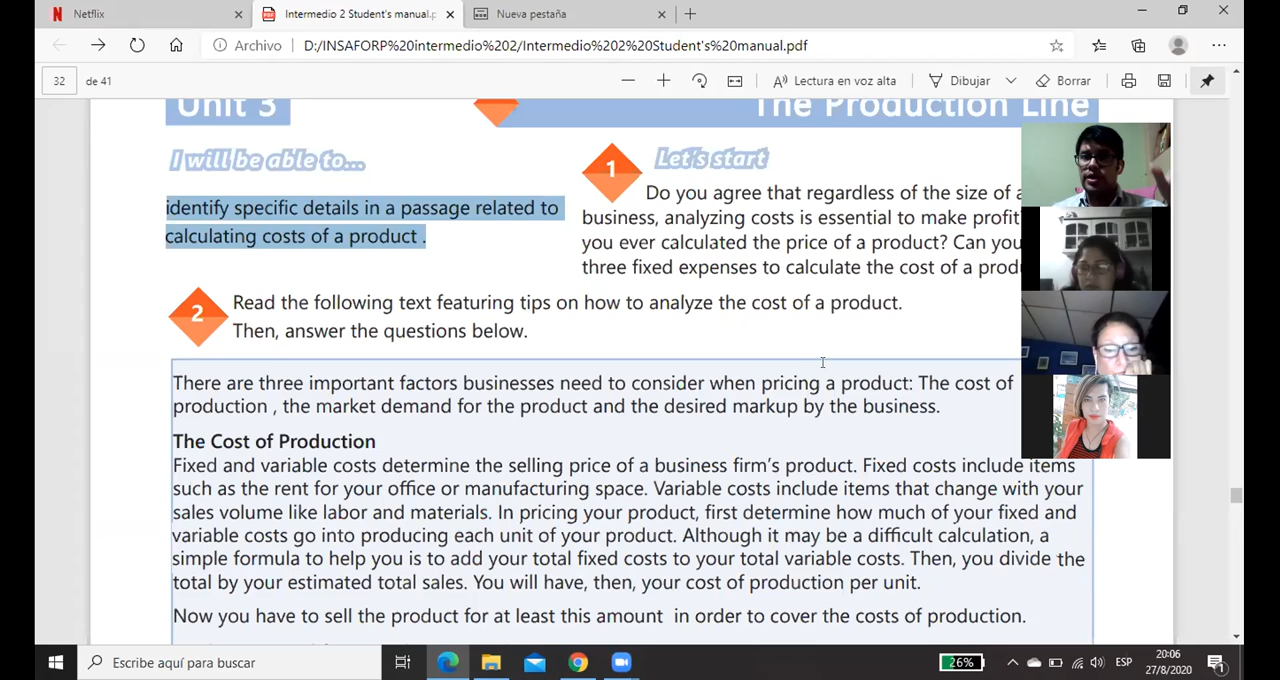 Netflix
Intermedio 2 Student's manual.p
Nueva pestaña
Archivo
D:/INSAFORP%20intermedio%202/Intermedio%202%20Student's%20manual.pdf
32
de 41
Lectura en voz alta
Dibujar
Borrar
Unit 3
The Production Line
I will be able to...
identify specific details in a passage related to
calculating costs of a product .
1
Let's start
Do you agree that regardless of the size of a
business, analyzing costs is essential to make profit
you ever calculated the price of a product? Can you
three fixed expenses to calculate the cost of a
2
Read the following text featuring tips on how to analyze the cost of a product.
Then, answer the questions below.
There are three important factors businesses need to consider when pricing a product: The cost of
production , the market demand for the product and the desired markup by the business.
The Cost of Production
Fixed and variable costs determine the selling price of a business firm's product. Fixed costs include items
such as the rent for your office or manufacturing space. Variable costs include items that change with your
sales volume like labor and materials. In pricing your product, first determine how much of your fixed and
variable costs go into producing each unit of your product. Although it may be a difficult calculation, a
simple formula to help you is to add your total fixed costs to your total variable costs. Then, you divide the
total by your estimated total sales. You will have, then, your cost of production per unit.
Now you have to sell the product for at least this amount in order to cover the costs of production.
Escribe aquí para buscar
26%
ESP
20:06
27/8/2020
1